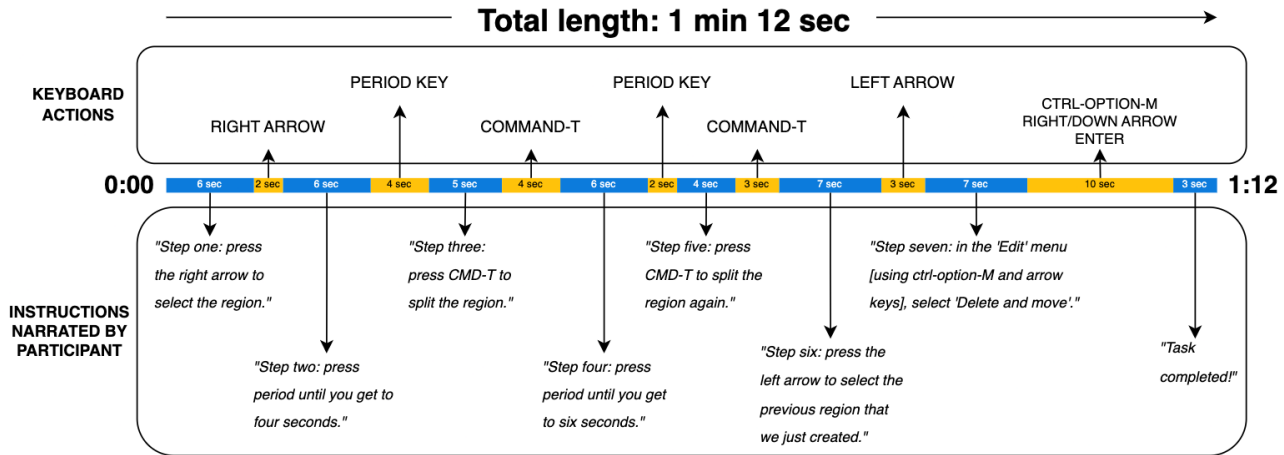 Total length: 1 min 12 sec
KEYBOARD
ACTIONS
RIGHT ARROW
PERIOD KEY
COMMAND-T
PERIOD KEY
COMMAND-T
LEFT ARROW
CTRL-OPTION-M
RIGHT/DOWN ARROW
ENTER
0:00
6 sec
2 sec
6 sec
4 sec
5 sec
4 sec
6 sec
2 sec
4 sec
3 sec
7 sec
3 sec
7 sec
10 sec
3 sec
1:12
INSTRUCTIONS
NARRATED BY
PARTICIPANT
"Step one: press
the right arrow to
select the region."
"Step two: press
period until you get to
four seconds."
"Step three:
press CMD-T to
split the region."
"Step four: press
period until you get
to six seconds."
"Step five: press
CMD-T to split the
region again."
"Step six: press the
left arrow to select the
previous region that
we just created."
"Step seven: in the 'Edit' menu
[using ctrl-option-M and arrow
keys], select 'Delete and move'."
"Task
completed!"